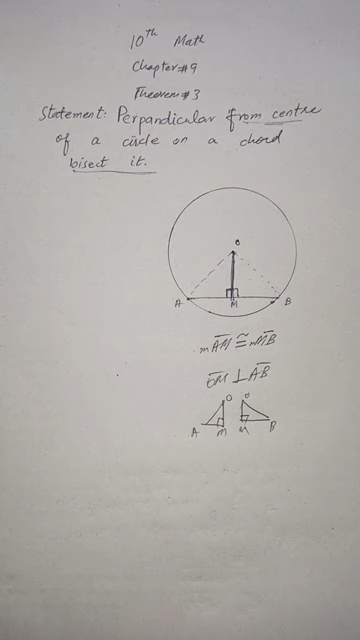 10th Math
Chapter#9
Theorem#3
Statement: Perpandicular from centre
of a circle on a chord
bisect it.
O
A M B
mAM ≅ mMB
OM ⊥ AB
O O
A M M B